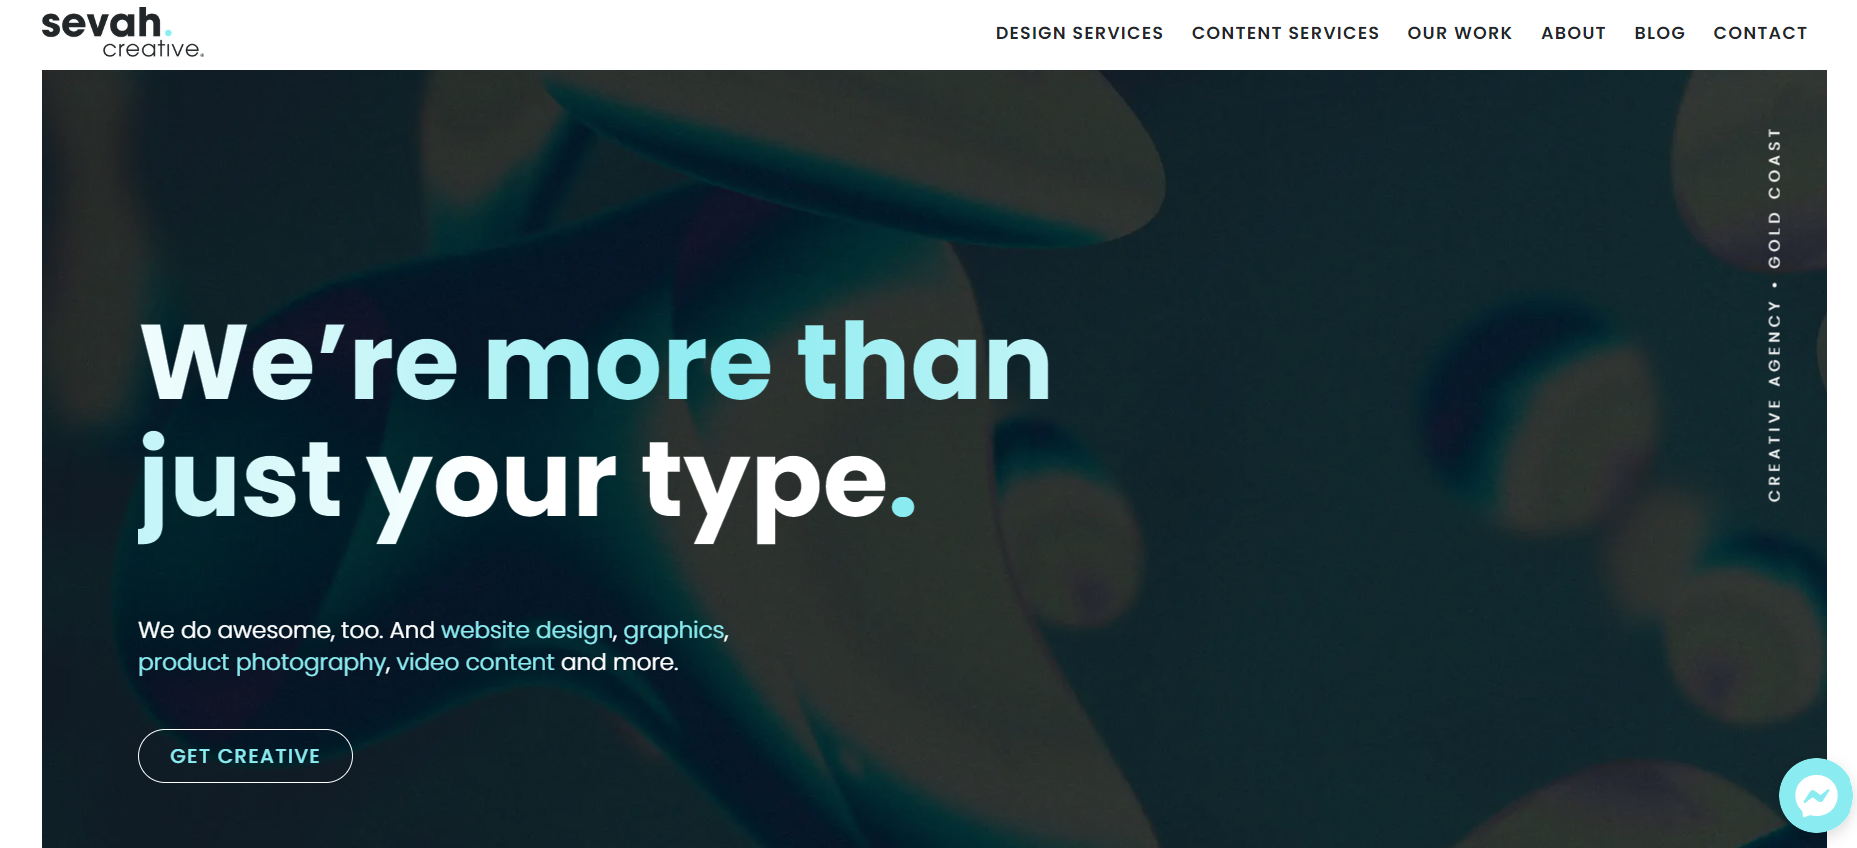 sevah.
creative.
DESIGN SERVICES CONTENT SERVICES OUR WORK ABOUT BLOG CONTACT
CREATIVE AGENCY • GOLD COAST
We’re more than
just your type.
We do awesome, too. And website design, graphics,
product photography, video content and more.
GET CREATIVE